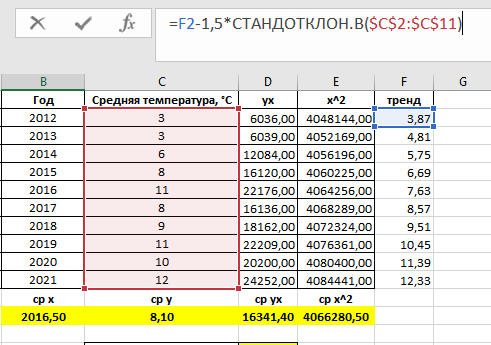 fx =F2-1,5*СТАНДОТКЛОН.В($C$2:$C$11)
B C D E F G
Год Средняя температура, °C yx x^2 тренд
2012 3 6036,00 4048144,00 3,87
2013 3 6039,00 4052169,00 4,81
2014 6 12084,00 4056196,00 5,75
2015 8 16120,00 4060225,00 6,69
2016 11 22176,00 4064256,00 7,63
2017 8 16136,00 4068289,00 8,57
2018 9 18162,00 4072324,00 9,51
2019 11 22209,00 4076361,00 10,45
2020 10 20200,00 4080400,00 11,39
2021 12 24252,00 4084441,00 12,33
ср x ср y ср yx ср x^2
2016,50 8,10 16341,40 4066280,50